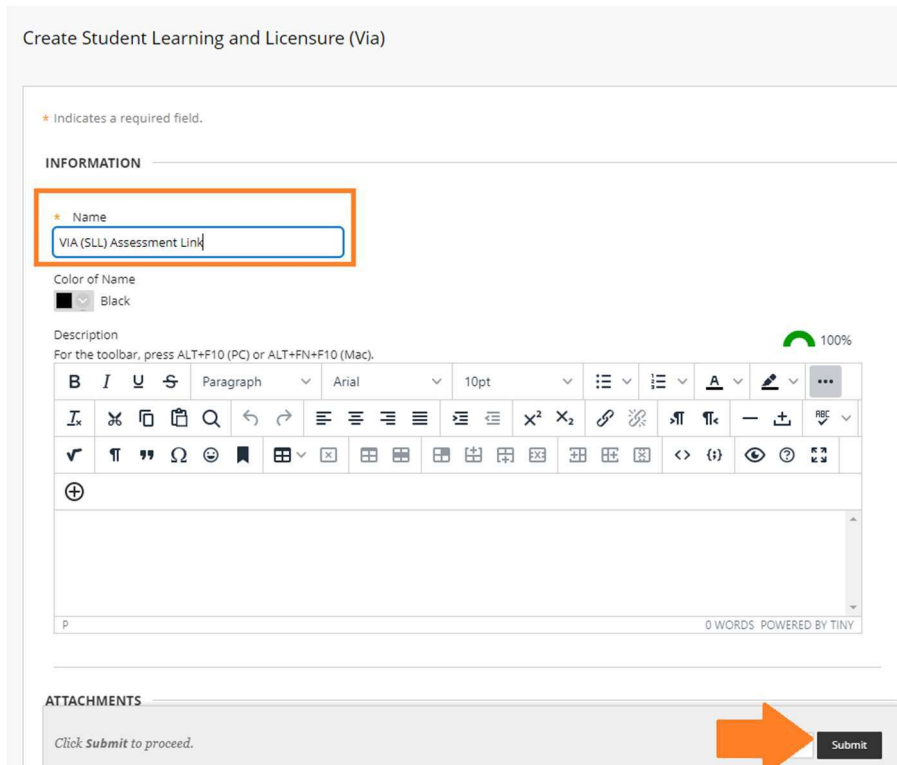 Create Student Learning and Licensure (Via)
* Indicates a required field.
INFORMATION
* Name
VIA (SLL) Assessment Link
Color of Name
Black
Description
For the toolbar, press ALT+F10 (PC) or ALT+FN+F10 (Mac).
100%
B I U S Paragraph Arial 10pt A
ABC
P 0 WORDS POWERED BY TINY
ATTACHMENTS
Click Submit to proceed.
Submit